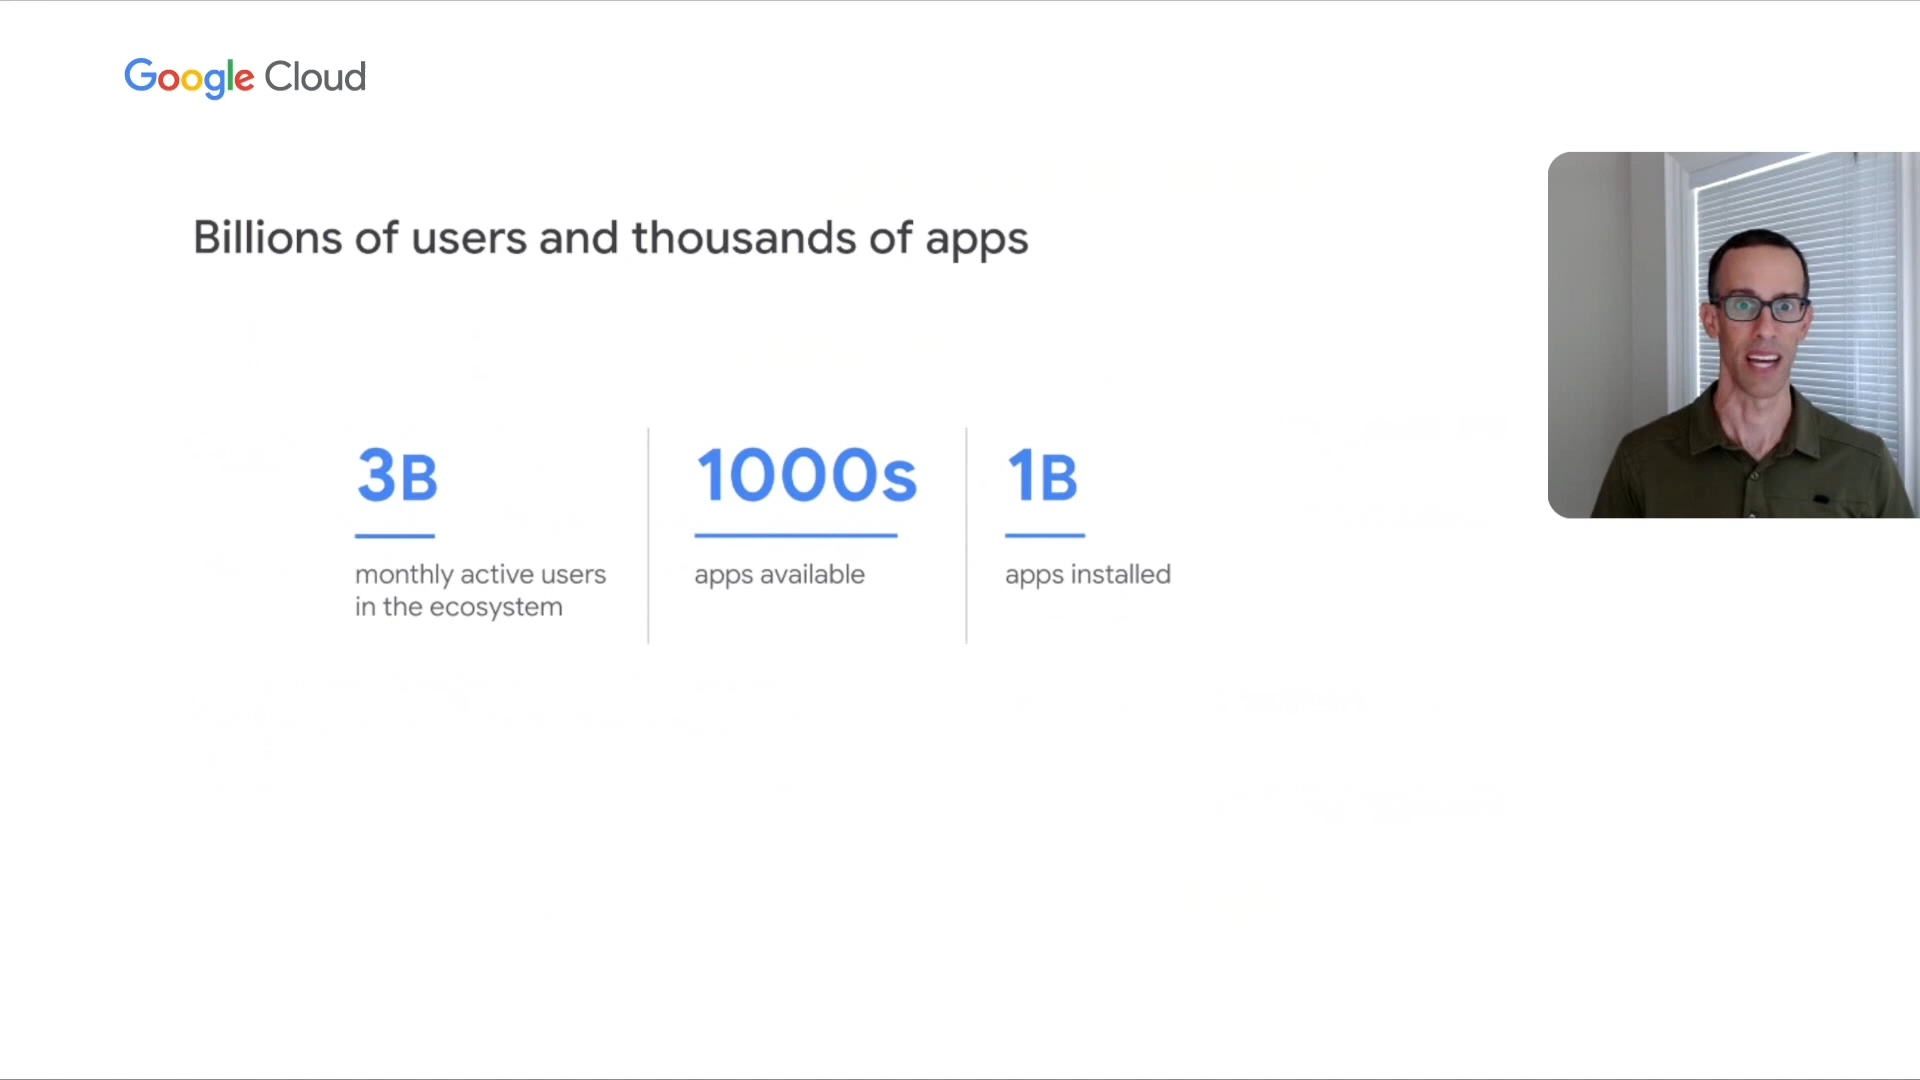 Google Cloud
Billions of users and thousands of apps
3B
monthly active users
in the ecosystem
1000s
apps available
1B
apps installed